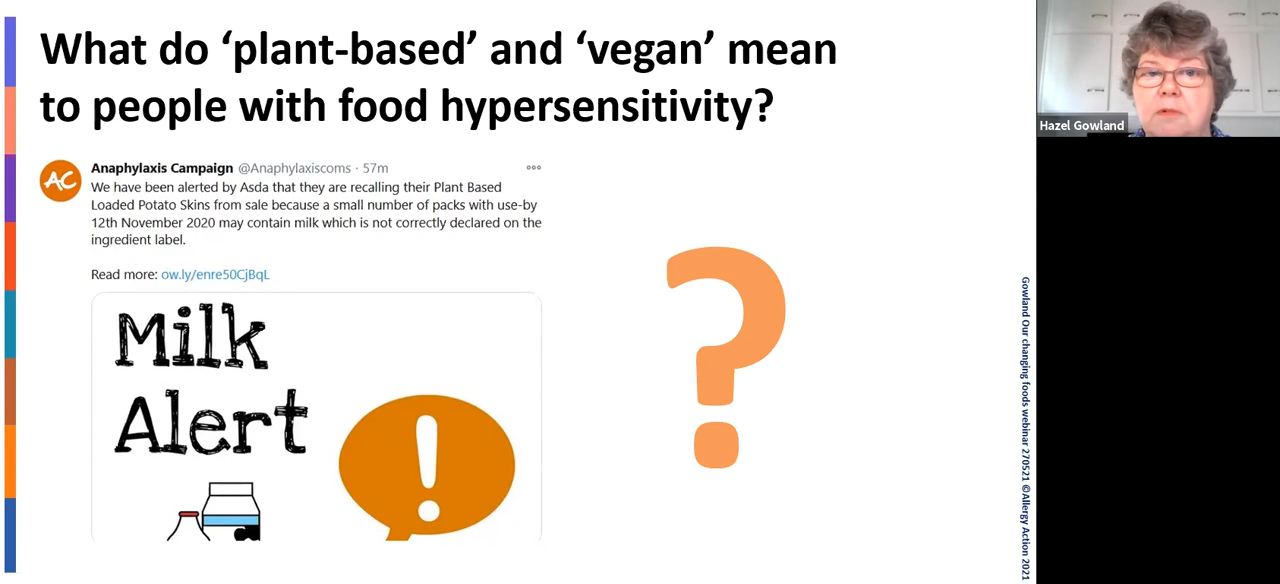 What do ‘plant-based’ and ‘vegan’ mean
to people with food hypersensitivity?
AC
Anaphylaxis Campaign @Anaphylaxiscoms · 57m
We have been alerted by Asda that they are recalling their Plant Based
Loaded Potato Skins from sale because a small number of packs with use-by
12th November 2020 may contain milk which is not correctly declared on the
ingredient label.
Read more: ow.ly/enre50CjBqL
Milk
Alert
!
?
Gowland Our changing foods webinar 270521 ©Allergy Action 2021
Hazel Gowland